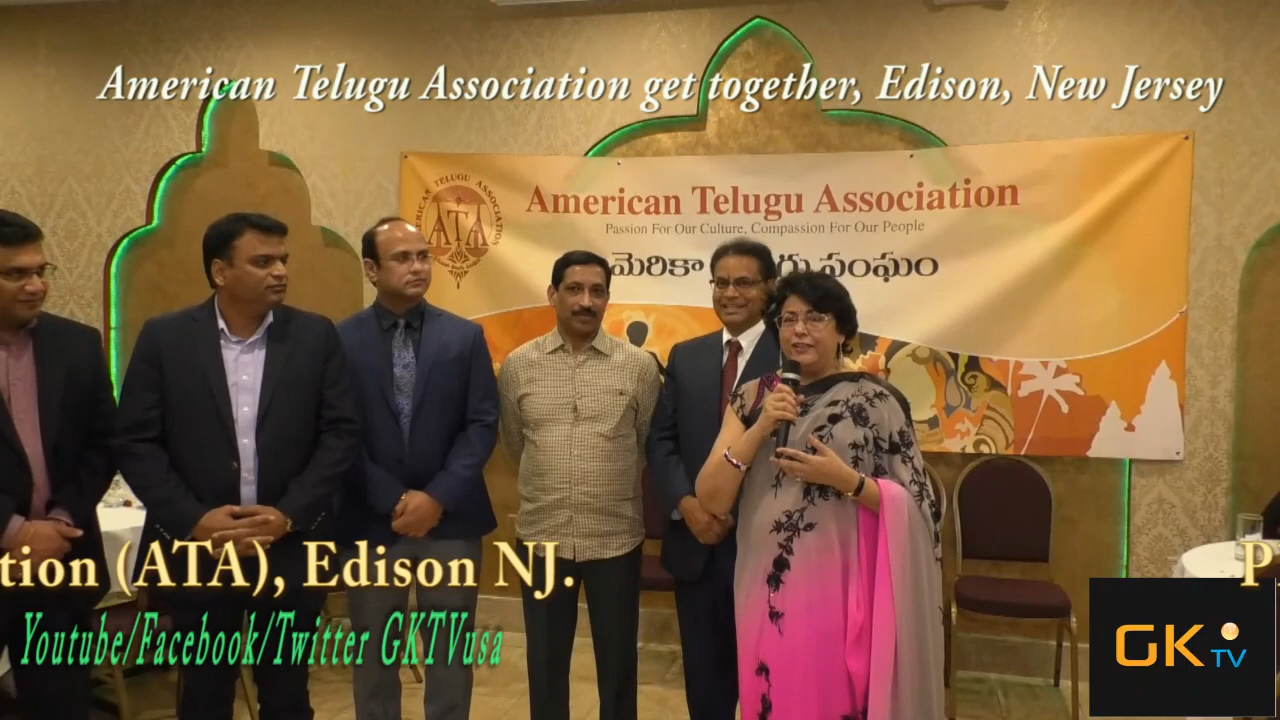 American Telugu Association get together, Edison, New Jersey
AMERICAN TELUGU ASSOCIATION
ATA
American Telugu Association
Passion For Our Culture, Compassion For Our People
సంఘం
tion (ATA), Edison NJ.
P
Youtube/Facebook/Twitter GKTVusa
GK TV